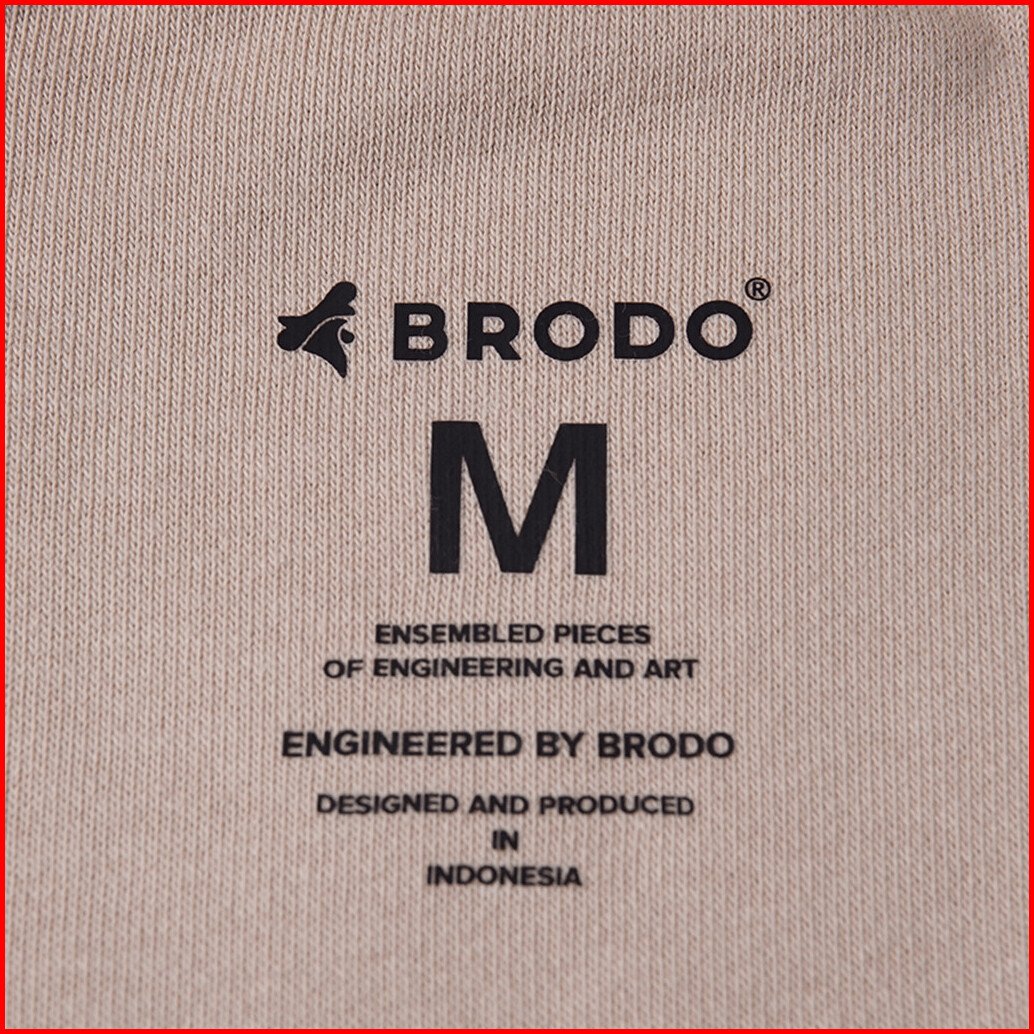 BRODO®
M
ENSEMBLED PIECES
OF ENGINEERING AND ART
ENGINEERED BY BRODO
DESIGNED AND PRODUCED
IN
INDONESIA